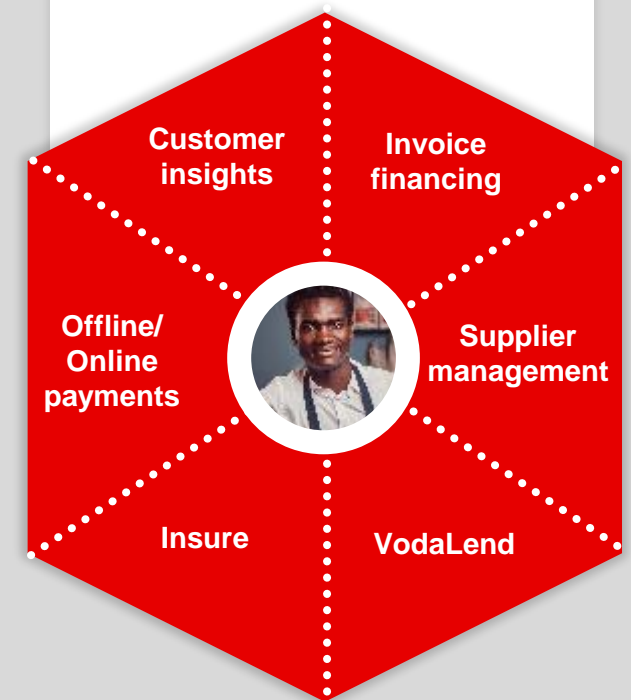 Customer
insights
Invoice
financing
Offline/
Online
payments
Supplier
management
Insure
VodaLend